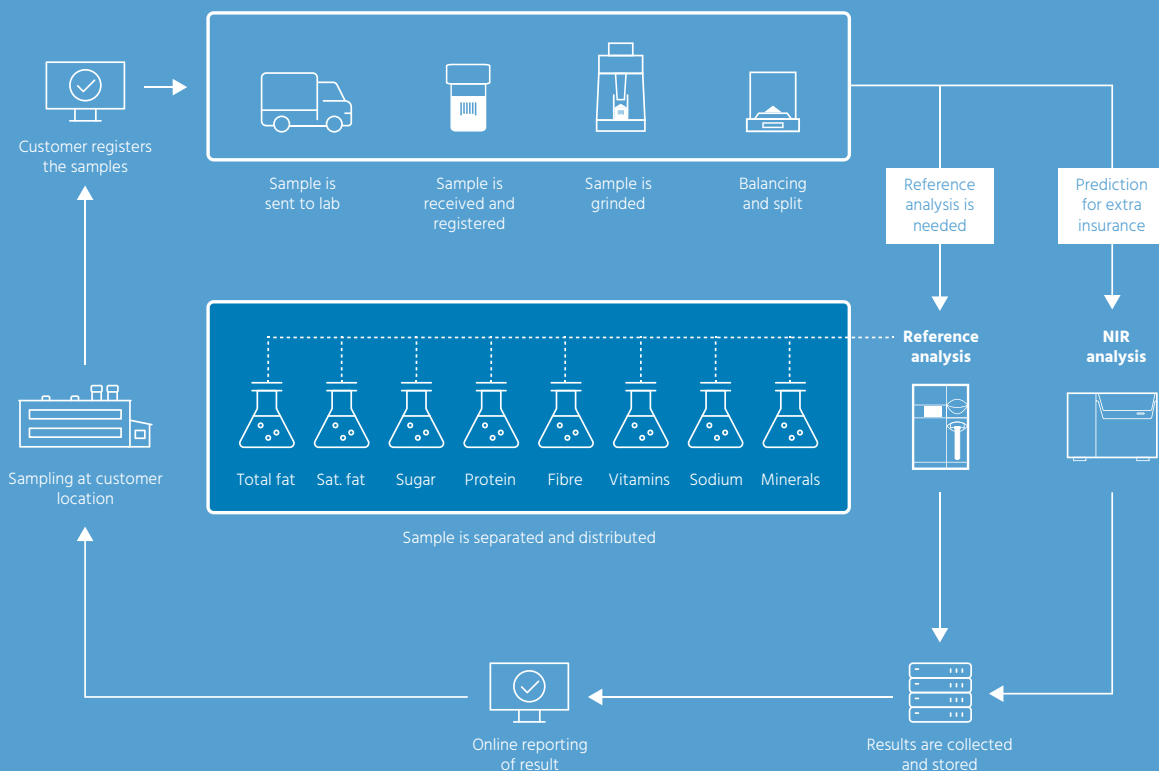 Customer registers
the samples
Sample is
sent to lab
Sample is
received and
registered
Sample is
grinded
Balancing
and split
Reference
analysis is
needed
Prediction
for extra
insurance
Reference
analysis
NIR
analysis
Sampling at customer
location
Total fat
Sat. fat
Sugar
Protein
Fibre
Vitamins
Sodium
Minerals
Sample is separated and distributed
Online reporting
of result
Results are collected
and stored